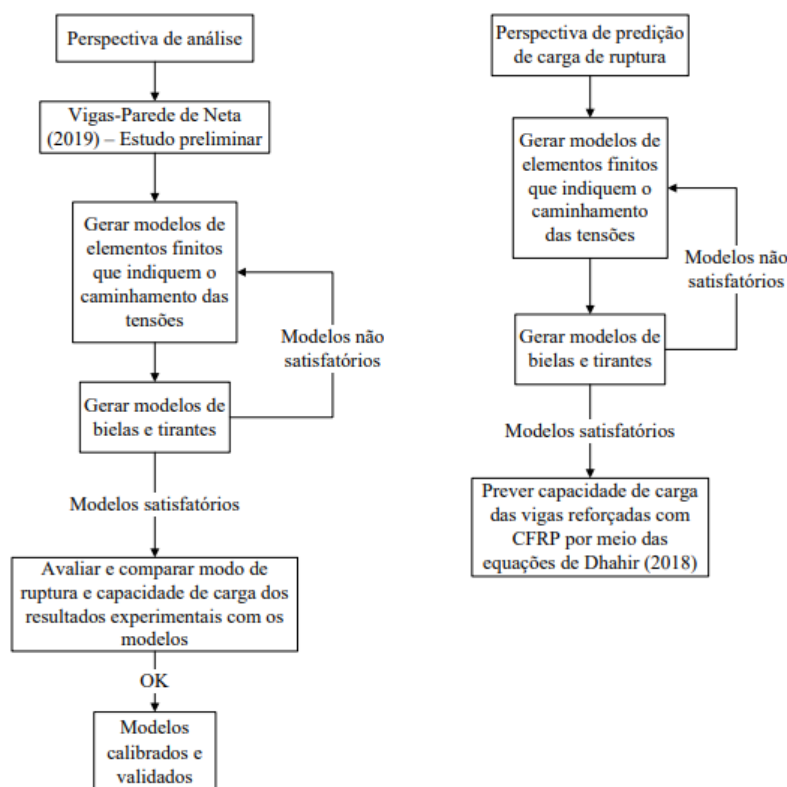 Perspectiva de análise
Vigas-Parede de Neta
(2019) – Estudo preliminar
Gerar modelos de
elementos finitos
que indiquem o
caminhamento das
tensões
Modelos não
satisfatórios
Gerar modelos de
bielas e tirantes
Modelos satisfatórios
Avaliar e comparar modo de
ruptura e capacidade de carga dos
resultados experimentais com os
modelos
OK
Modelos
calibrados e
validados
Perspectiva de predição
de carga de ruptura
Gerar modelos de
elementos finitos
que indiquem o
caminhamento
das tensões
Modelos não
satisfatórios
Gerar modelos de
bielas e tirantes
Modelos satisfatórios
Prever capacidade de carga
das vigas reforçadas com
CFRP por meio das
equações de Dhahir (2018)